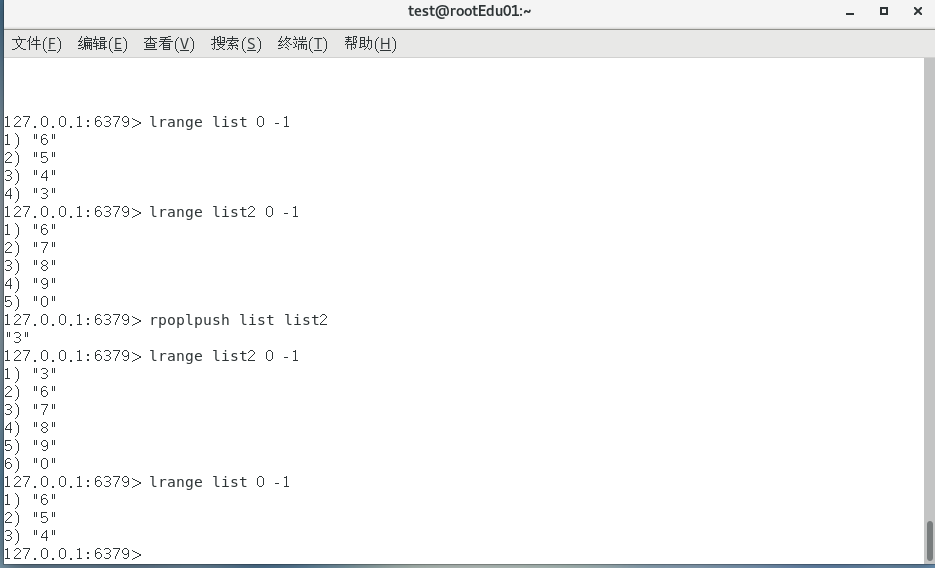 test@rootEdu01:~
文件(F) 编辑(E) 查看(V) 搜索(S) 终端(T) 帮助(H)
127.0.0.1:6379> lrange list 0 -1
1) "6"
2) "5"
3) "4"
4) "3"
127.0.0.1:6379> lrange list2 0 -1
1) "6"
2) "7"
3) "8"
4) "9"
5) "0"
127.0.0.1:6379> rpoplpush list list2
"3"
127.0.0.1:6379> lrange list2 0 -1
1) "3"
2) "6"
3) "7"
4) "8"
5) "9"
6) "0"
127.0.0.1:6379> lrange list 0 -1
1) "6"
2) "5"
3) "4"
127.0.0.1:6379>